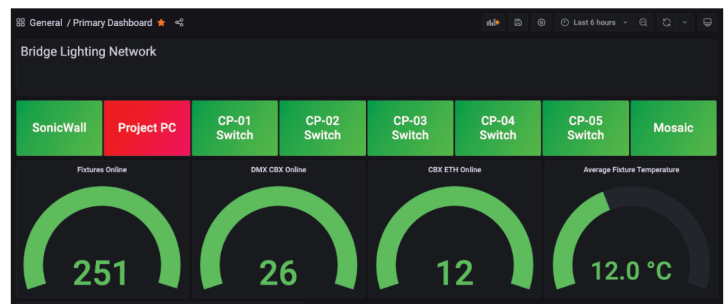 General / Primary Dashboard
Last 6 hours
Bridge Lighting Network
SonicWall
Project PC
CP-01
Switch
CP-02
Switch
CP-03
Switch
CP-04
Switch
CP-05
Switch
Mosaic
Fixtures Online
DMX CBX Online
CBX ETH Online
Average Fixture Temperature
251
26
12
12.0 °C